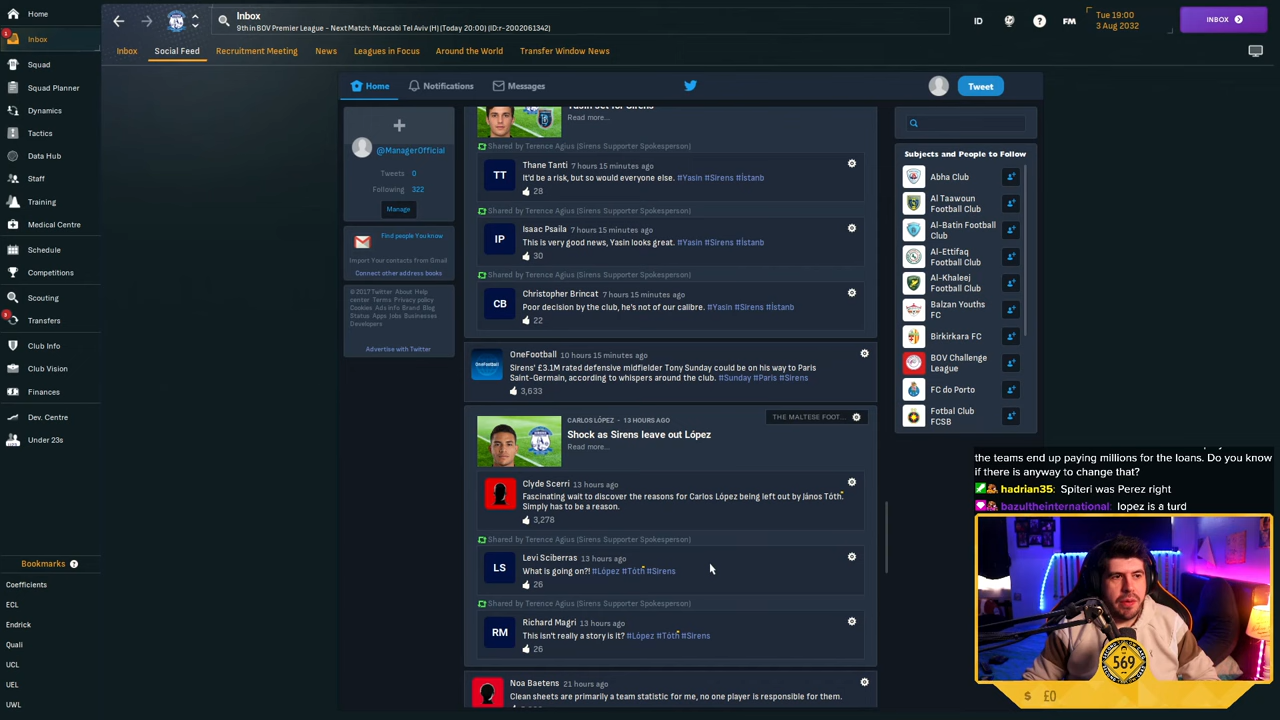 Home
Inbox
9th in BOV Premier League - Next Match: Maccabi Tel Aviv (H) (Today 20:00) (ID:r-2002061342)
ID
FM
Tue 19:00
3 Aug 2032
INBOX
1
Inbox
Squad
Squad Planner
Dynamics
Tactics
Data Hub
Staff
Training
Medical Centre
Schedule
Competitions
Scouting
3
Transfers
Club Info
Club Vision
Finances
Dev. Centre
Under 23s
Bookmarks
Coefficients
ECL
Endrick
Quali
UCL
UEL
UWL
Inbox
Social Feed
Recruitment Meeting
News
Leagues in Focus
Around the World
Transfer Window News
Home
Notifications
Messages
Tweet
@ManagerOfficial
Tweets 0
Following 322
Manage
Find people You know
Import Your contacts from Gmail
Connect other address books
© 2017 Twitter About Help
center Terms Privacy policy
Cookies Ads info Brand Blog
Status Apps Jobs Businesses
Developers
Advertise with Twitter
Yasin set for Sirens
Read more...
Shared by Terence Agius (Sirens Supporter Spokesperson)
TT
Thane Tanti 7 hours 15 minutes ago
It'd be a risk, but so would everyone else. #Yasin #Sirens #İstanb
28
Shared by Terence Agius (Sirens Supporter Spokesperson)
IP
Isaac Psaila 7 hours 15 minutes ago
This is very good news, Yasin looks great. #Yasin #Sirens #İstanb
30
Shared by Terence Agius (Sirens Supporter Spokesperson)
CB
Christopher Brincat 7 hours 15 minutes ago
Poor decision by the club, he's not of our calibre. #Yasin #Sirens #İstanb
22
OneFootball
OneFootball 10 hours 15 minutes ago
Sirens' £3.1M rated defensive midfielder Tony Sunday could be on his way to Paris
Saint-Germain, according to whispers around the club. #Sunday #Paris #Sirens
3,633
CARLOS LÓPEZ - 13 HOURS AGO
THE MALTESE FOOT...
Shock as Sirens leave out López
Read more...
Clyde Scerri 13 hours ago
Fascinating wait to discover the reasons for Carlos López being left out by János Tóth.
Simply has to be a reason.
3,278
Shared by Terence Agius (Sirens Supporter Spokesperson)
LS
Levi Sciberras 13 hours ago
What is going on?! #López #Tóth #Sirens
26
Shared by Terence Agius (Sirens Supporter Spokesperson)
RM
Richard Magri 13 hours ago
This isn't really a story is it? #López #Tóth #Sirens
26
Noa Baetens 21 hours ago
Clean sheets are primarily a team statistic for me, no one player is responsible for them.
Subjects and People to Follow
Abha Club
Al Taawoun
Football Club
Al-Batin Football
Club
Al-Ettifaq
Football Club
Al-Khaleej
Football Club
Balzan Youths
FC
Birkirkara FC
BOV Challenge
League
FC do Porto
Fotbal Club
FCSB
the teams end up paying millions for the loans. Do you know
if there is anyway to change that?
hadrian35: Spiteri was Perez right
bazultheinternational: lopez is a turd
569
$ £0